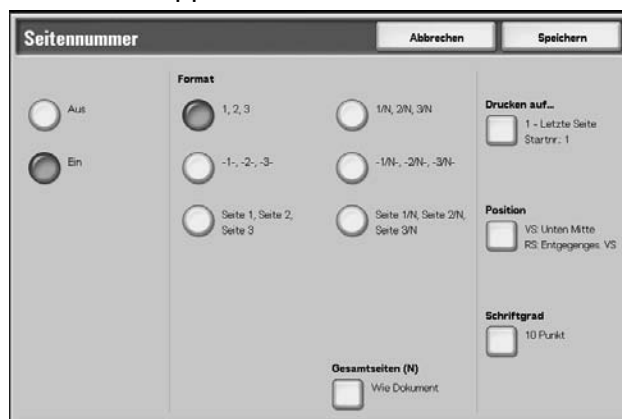 Seitennummer
Abbrechen
Speichern
Aus
Ein
Format
1, 2, 3
-1-, -2-, -3-
Seite 1, Seite 2,
Seite 3
1/N, 2/N, 3/N
-1/N-, -2/N-, -3/N-
Seite 1/N, Seite 2/N,
Seite 3/N
Gesamtseiten (N)
Wie Dokument
Drucken auf...
1 - Letzte Seite
Startnr.: 1
Position
VS: Unten Mitte
RS: Entgegenges. VS
Schriftgrad
10 Punkt